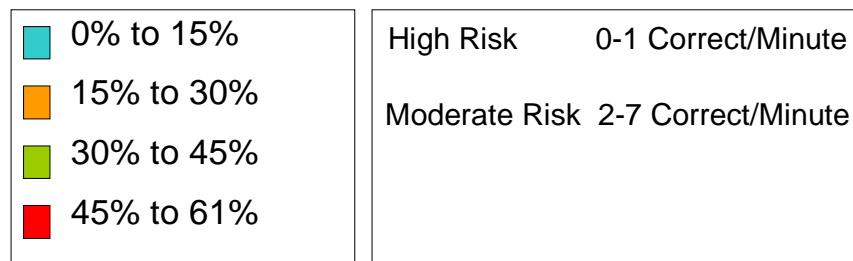 0% to 15%
15% to 30%
30% to 45%
45% to 61%
High Risk 0-1 Correct/Minute
Moderate Risk 2-7 Correct/Minute